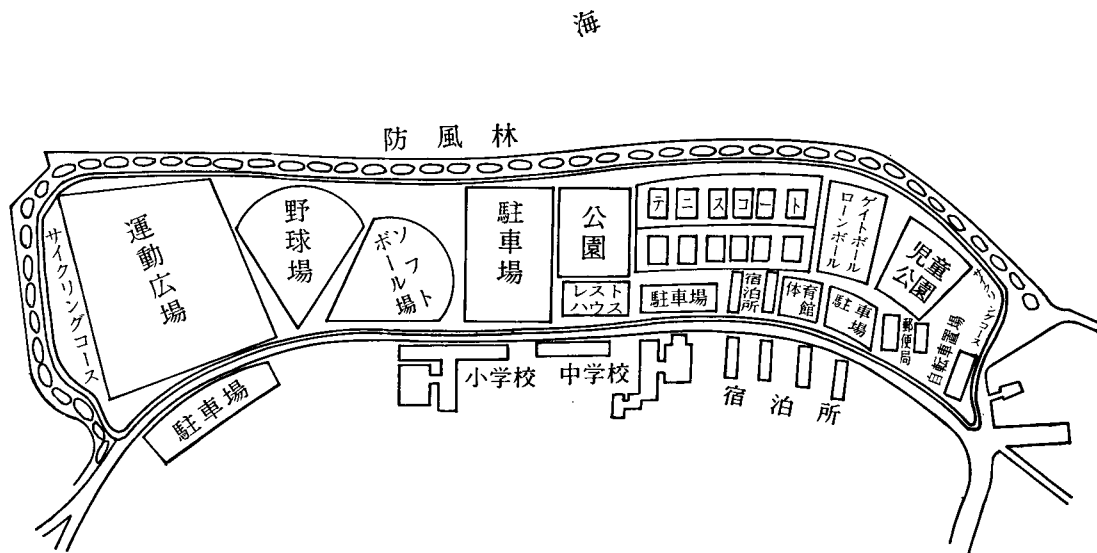 海
防風林
サイクリングコース
運動広場
野球場
ソフト
ボール場
駐車場
公園
テニスコート
ゲイトボール
ローンボール
児童
公園
サイクリングコース
レスト
ハウス
駐車場
宿泊所
体育
館
駐車
場
郵便局
自転車置場
駐車場
小学校
中学校
宿泊所